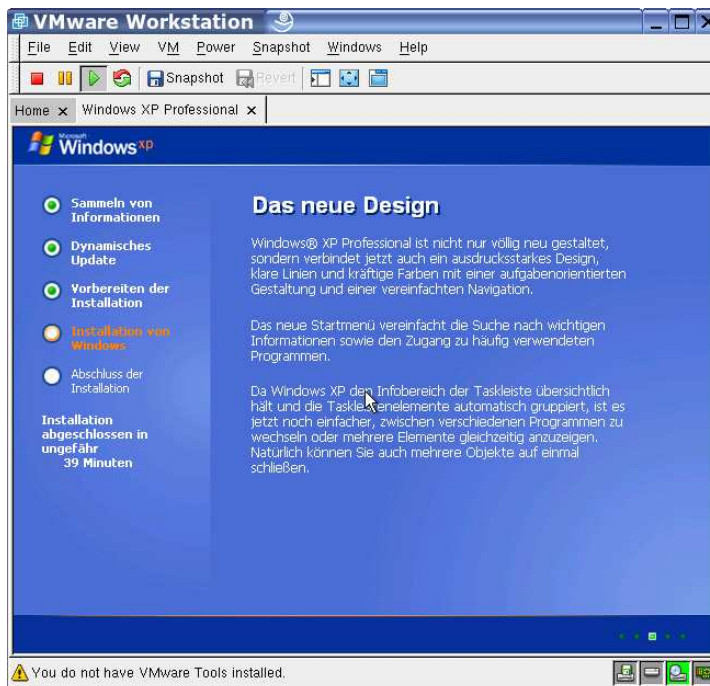 VMware Workstation
File Edit View VM Power Snapshot Windows Help
Snapshot Revert
Home Windows XP Professional
Microsoft
Windows xp
Sammeln von
Informationen
Dynamisches
Update
Vorbereiten der
Installation
Installation von
Windows
Abschluss der
Installation
Installation
abgeschlossen in
ungefähr
39 Minuten
Das neue Design
Windows® XP Professional ist nicht nur völlig neu gestaltet,
sondern verbindet jetzt auch ein ausdrucksstarkes Design,
klare Linien und kräftige Farben mit einer aufgabenorientierten
Gestaltung und einer vereinfachten Navigation.
Das neue Startmenü vereinfacht die Suche nach wichtigen
Informationen sowie den Zugang zu häufig verwendeten
Programmen.
Da Windows XP den Infobereich der Taskleiste übersichtlich
hält und die Taskleistenelemente automatisch gruppiert, ist es
jetzt noch einfacher, zwischen verschiedenen Programmen zu
wechseln oder mehrere Elemente gleichzeitig anzuzeigen.
Natürlich können Sie auch mehrere Objekte auf einmal
schließen.
You do not have VMware Tools installed.